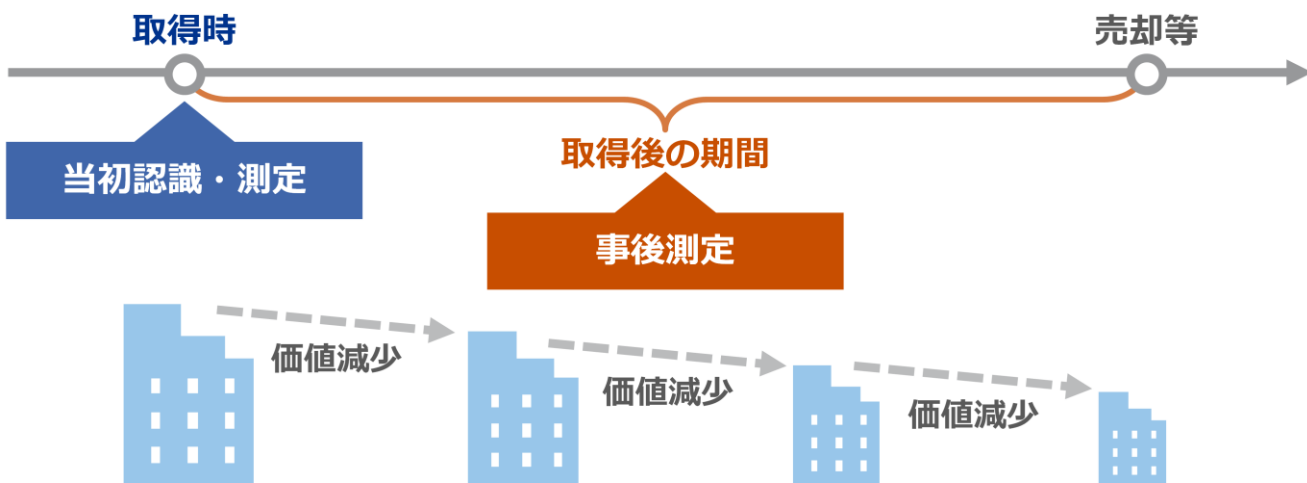 取得時
売却等
当初認識・測定
取得後の期間
事後測定
価値減少
価値減少
価値減少